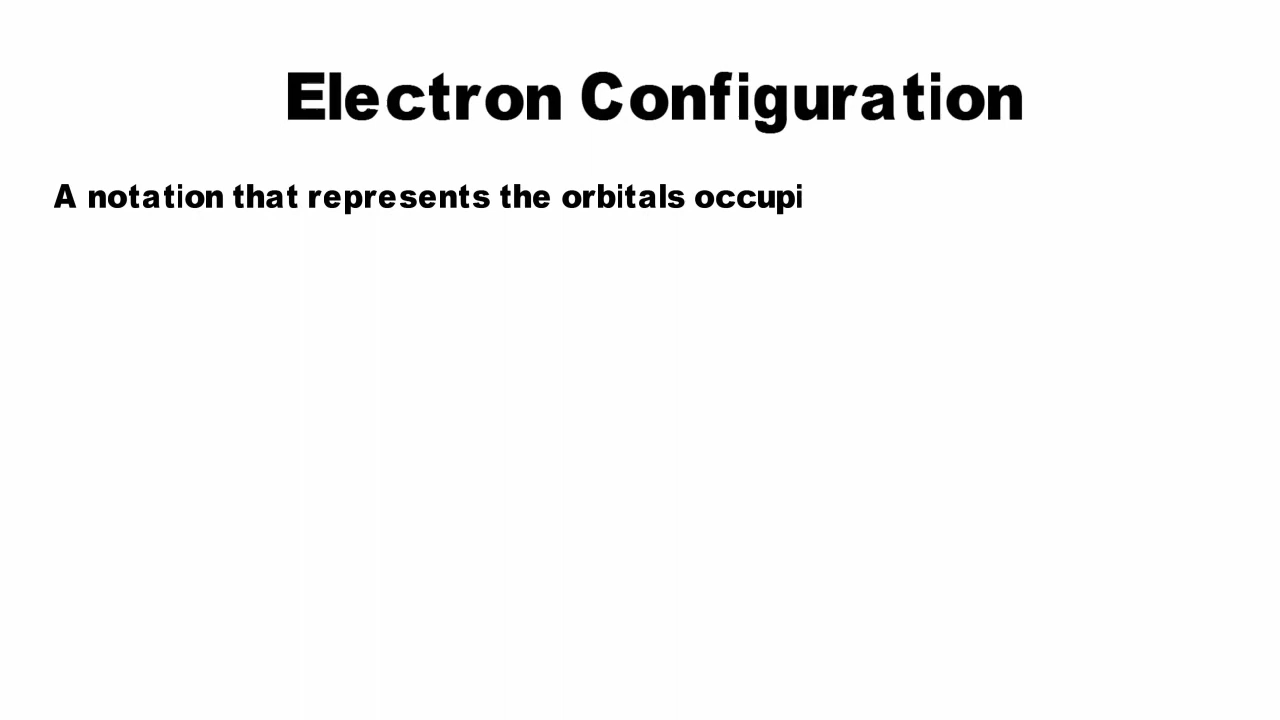 Electron Configuration
A notation that represents the orbitals occupi